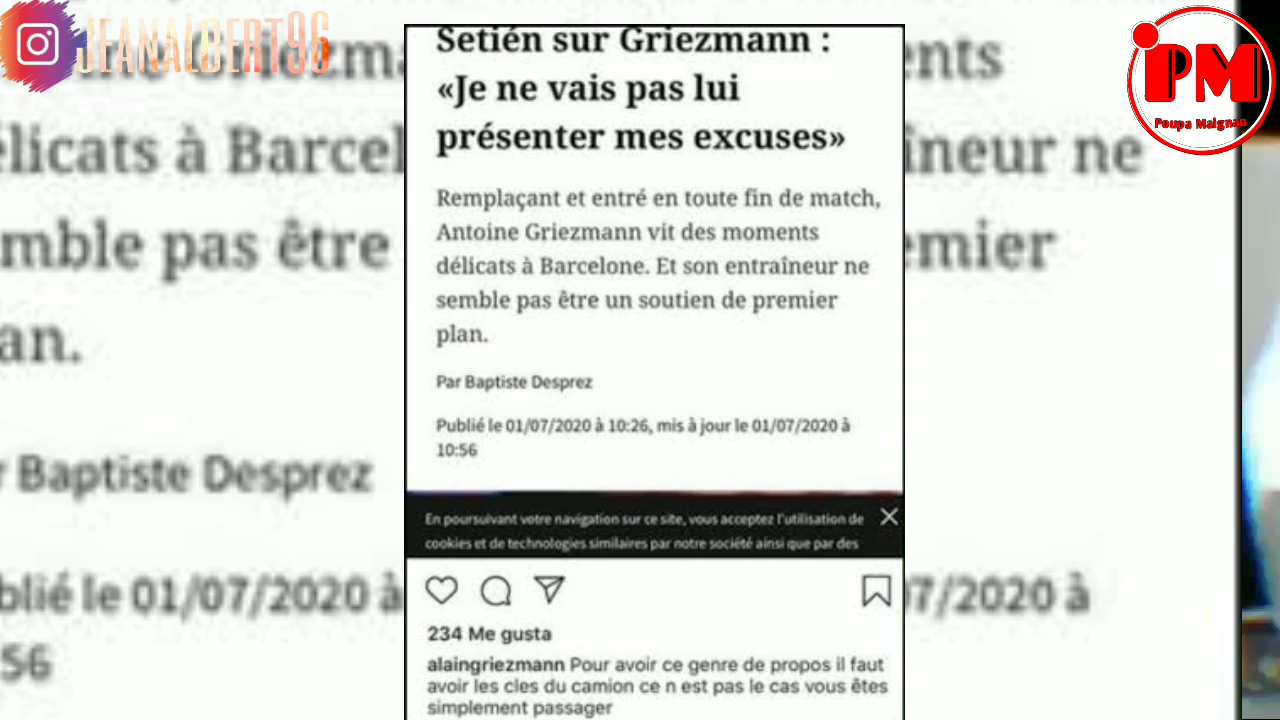 JEANALBERT96
PM
Poupa Maignan
Setién sur Griezmann :
«Je ne vais pas lui
présenter mes excuses»
Remplaçant et entré en toute fin de match,
Antoine Griezmann vit des moments
délicats à Barcelone. Et son entraîneur ne
semble pas être un soutien de premier
plan.
Par Baptiste Desprez
Publié le 01/07/2020 à 10:26, mis à jour le 01/07/2020 à
10:56
En poursuivant votre navigation sur ce site, vous acceptez l'utilisation de
cookies et de technologies similaires par notre société ainsi que par des
234 Me gusta
alaingriezmann Pour avoir ce genre de propos il faut
avoir les cles du camion ce n est pas le cas vous êtes
simplement passager